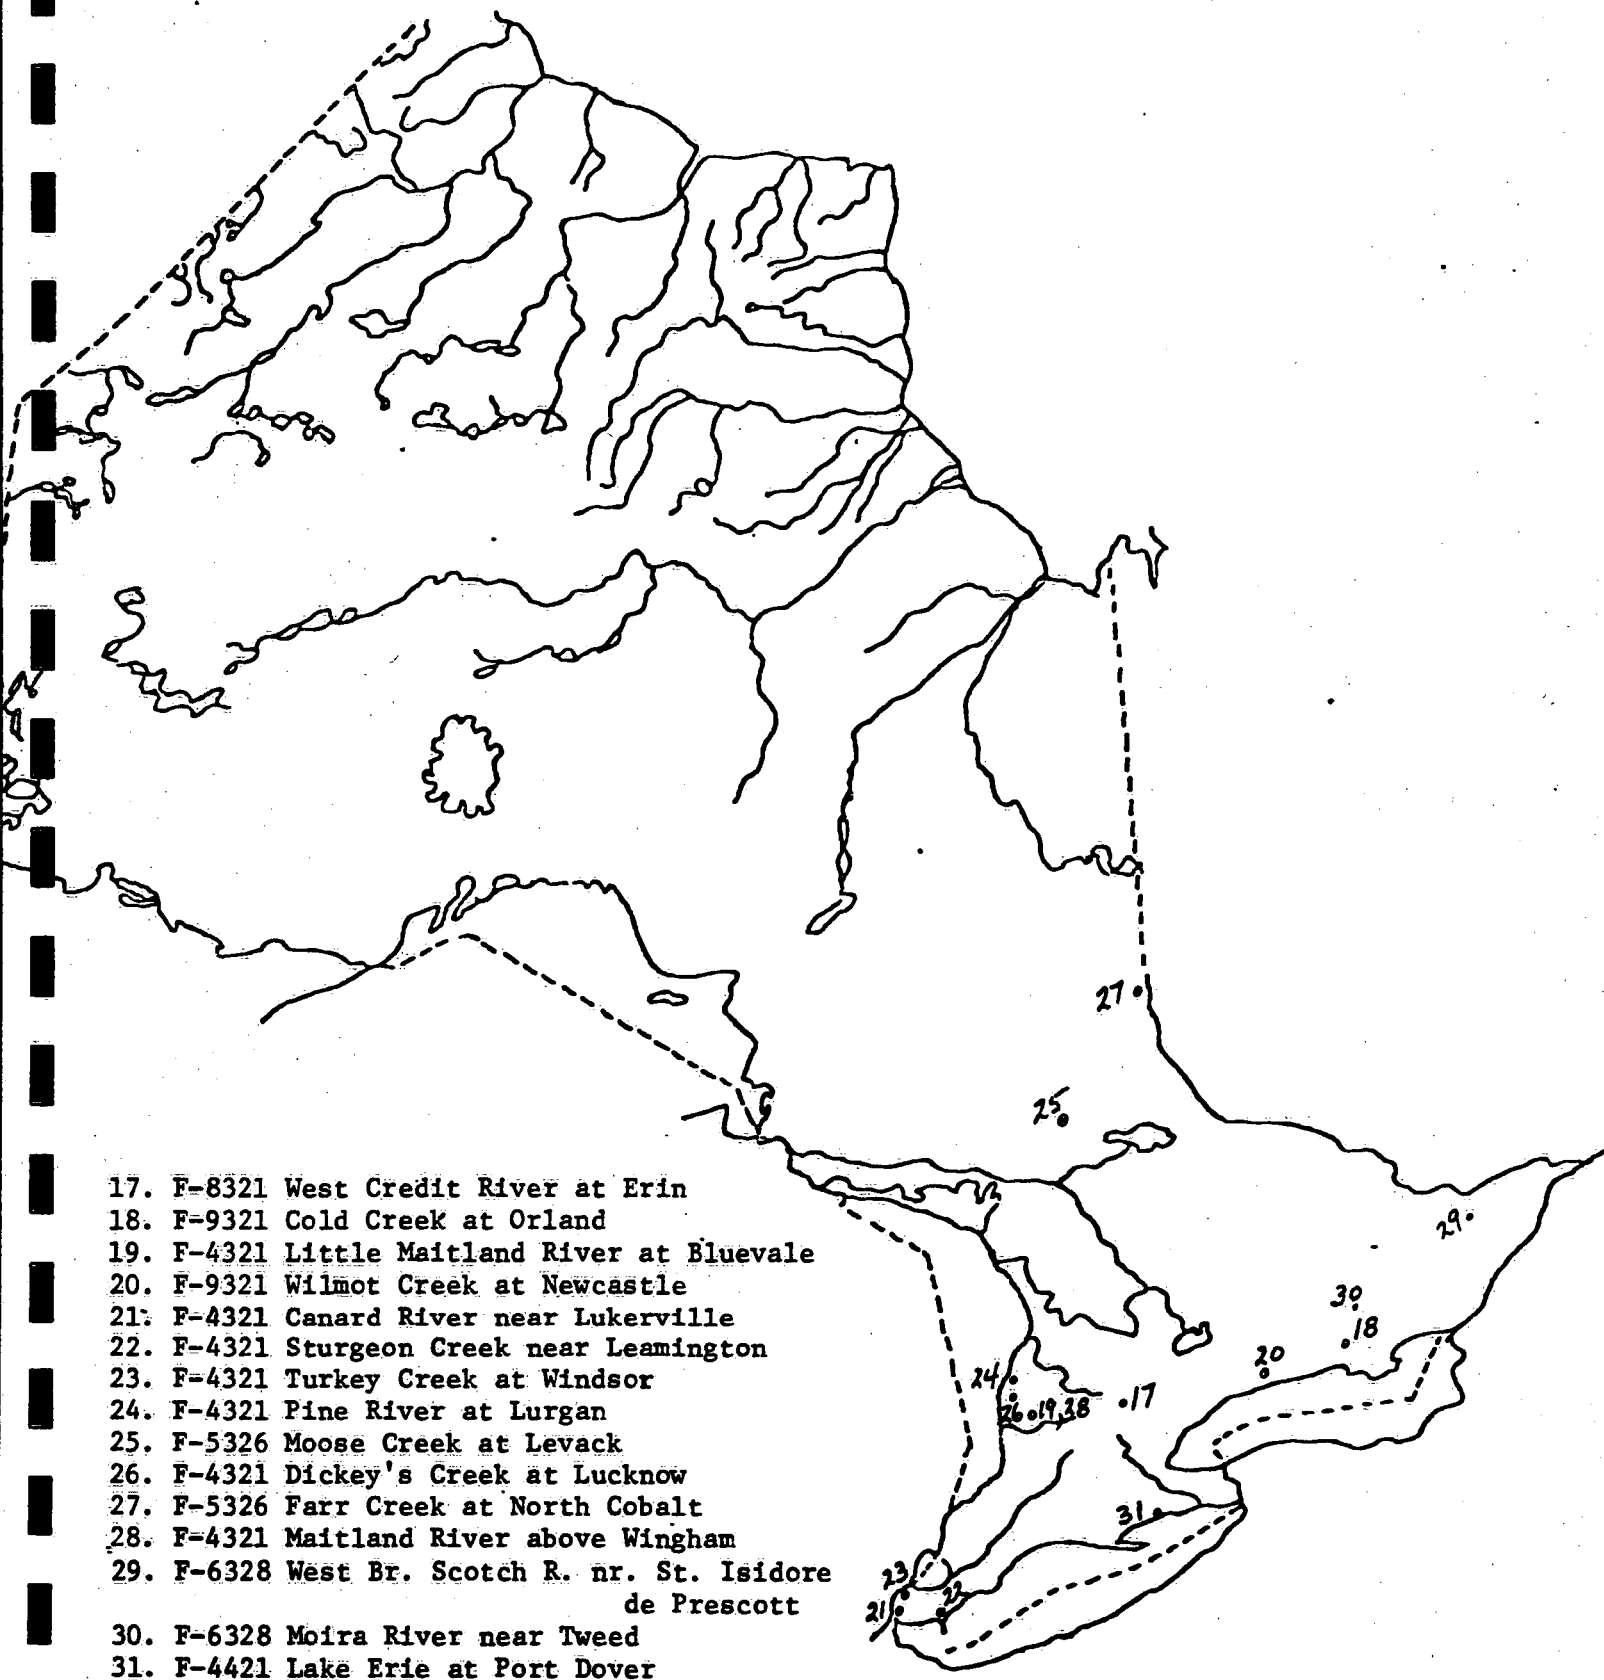 27
25
29
30
18
20
24
17
26 19,28
31
23
22
21
17. F-8321 West Credit River at Erin
18. F-9321 Cold Creek at Orland
19. F-4321 Little Maitland River at Bluevale
20. F-9321 Wilmot Creek at Newcastle
21. F-4321 Canard River near Lukerville
22. F-4321 Sturgeon Creek near Leamington
23. F-4321 Turkey Creek at Windsor
24. F-4321 Pine River at Lurgan
25. F-5326 Moose Creek at Levack
26. F-4321 Dickey's Creek at Lucknow
27. F-5326 Farr Creek at North Cobalt
28. F-4321 Maitland River above Wingham
29. F-6328 West Br. Scotch R. nr. St. Isidore
de Prescott
30. F-6328 Moira River near Tweed
31. F-4421 Lake Erie at Port Dover